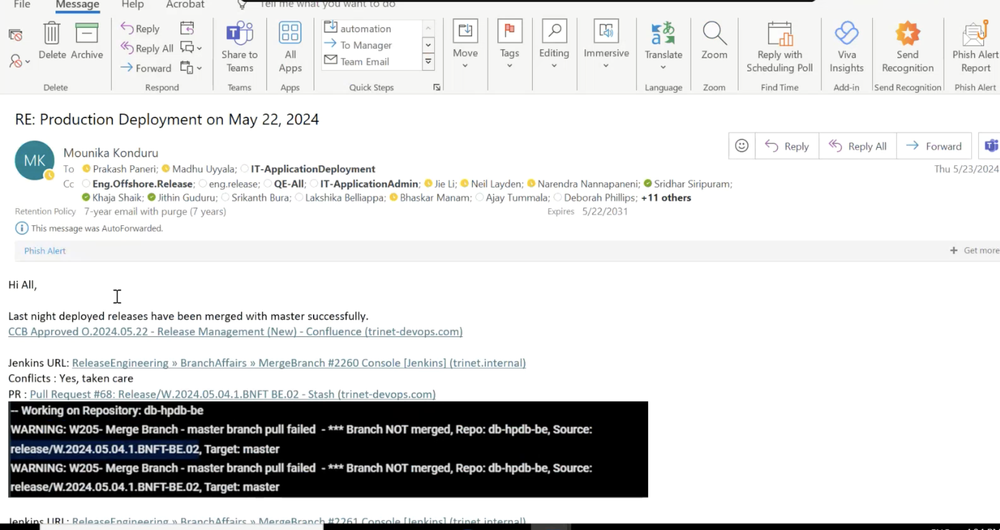 File Message Help Acrobat Tell me what you want to do
Delete Archive
Reply
Reply All
Forward
Share to Teams
All Apps
automation
To Manager
Team Email
Move
Tags
Editing
Immersive
Translate
Zoom
Reply with Scheduling Poll
Viva Insights
Send Recognition
Phish Alert Report
Delete Respond Teams Apps Quick Steps Language Zoom Find Time Add-in Send Recognition Phish Alert
RE: Production Deployment on May 22, 2024
MK
Mounika Konduru
Reply Reply All Forward
To Prakash Paneri; Madhu Uyyala; IT-ApplicationDeployment
Thu 5/23/2024
Cc Eng.Offshore.Release; eng.release; QE-All; IT-ApplicationAdmin; Jie Li; Neil Layden; Narendra Nannapaneni; Sridhar Siripuram;
Khaja Shaik; Jithin Guduru; Srikanth Bura; Lakshika Belliappa; Bhaskar Manam; Ajay Tummala; Deborah Phillips; +11 others
Retention Policy 7-year email with purge (7 years) Expires 5/22/2031
This message was AutoForwarded.
Phish Alert + Get more
Hi All,
Last night deployed releases have been merged with master successfully.
CCB Approved O.2024.05.22 - Release Management (New) - Confluence (trinet-devops.com)
Jenkins URL: ReleaseEngineering » BranchAffairs » MergeBranch #2260 Console [Jenkins] (trinet.internal)
Conflicts : Yes, taken care
PR : Pull Request #68: Release/W.2024.05.04.1.BNFT BE.02 - Stash (trinet-devops.com)
-- Working on Repository: db-hpdb-be
WARNING: W205- Merge Branch - master branch pull failed - *** Branch NOT merged, Repo: db-hpdb-be, Source:
release/W.2024.05.04.1.BNFT-BE.02, Target: master
WARNING: W205- Merge Branch - master branch pull failed - *** Branch NOT merged, Repo: db-hpdb-be, Source:
release/W.2024.05.04.1.BNFT-BE.02, Target: master
Jenkins URL: ReleaseEngineering » BranchAffairs » MergeBranch #2261 Console [Jenkins] (trinet.internal)